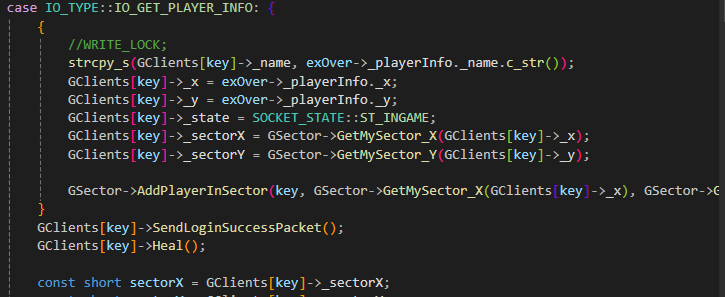 case IO_TYPE::IO_GET_PLAYER_INFO: {
{
//WRITE_LOCK;
strcpy_s(GClients[key]->_name, exOver->_playerInfo._name.c_str());
GClients[key]->_x = exOver->_playerInfo._x;
GClients[key]->_y = exOver->_playerInfo._y;
GClients[key]->_state = SOCKET_STATE::ST_INGAME;
GClients[key]->_sectorX = GSector->GetMySector_X(GClients[key]->_x);
GClients[key]->_sectorY = GSector->GetMySector_Y(GClients[key]->_y);
GSector->AddPlayerInSector(key, GSector->GetMySector_X(GClients[key]->_x), GSector->G
}
GClients[key]->SendLoginSuccessPacket();
GClients[key]->Heal();
const short sectorX = GClients[key]->_sectorX;